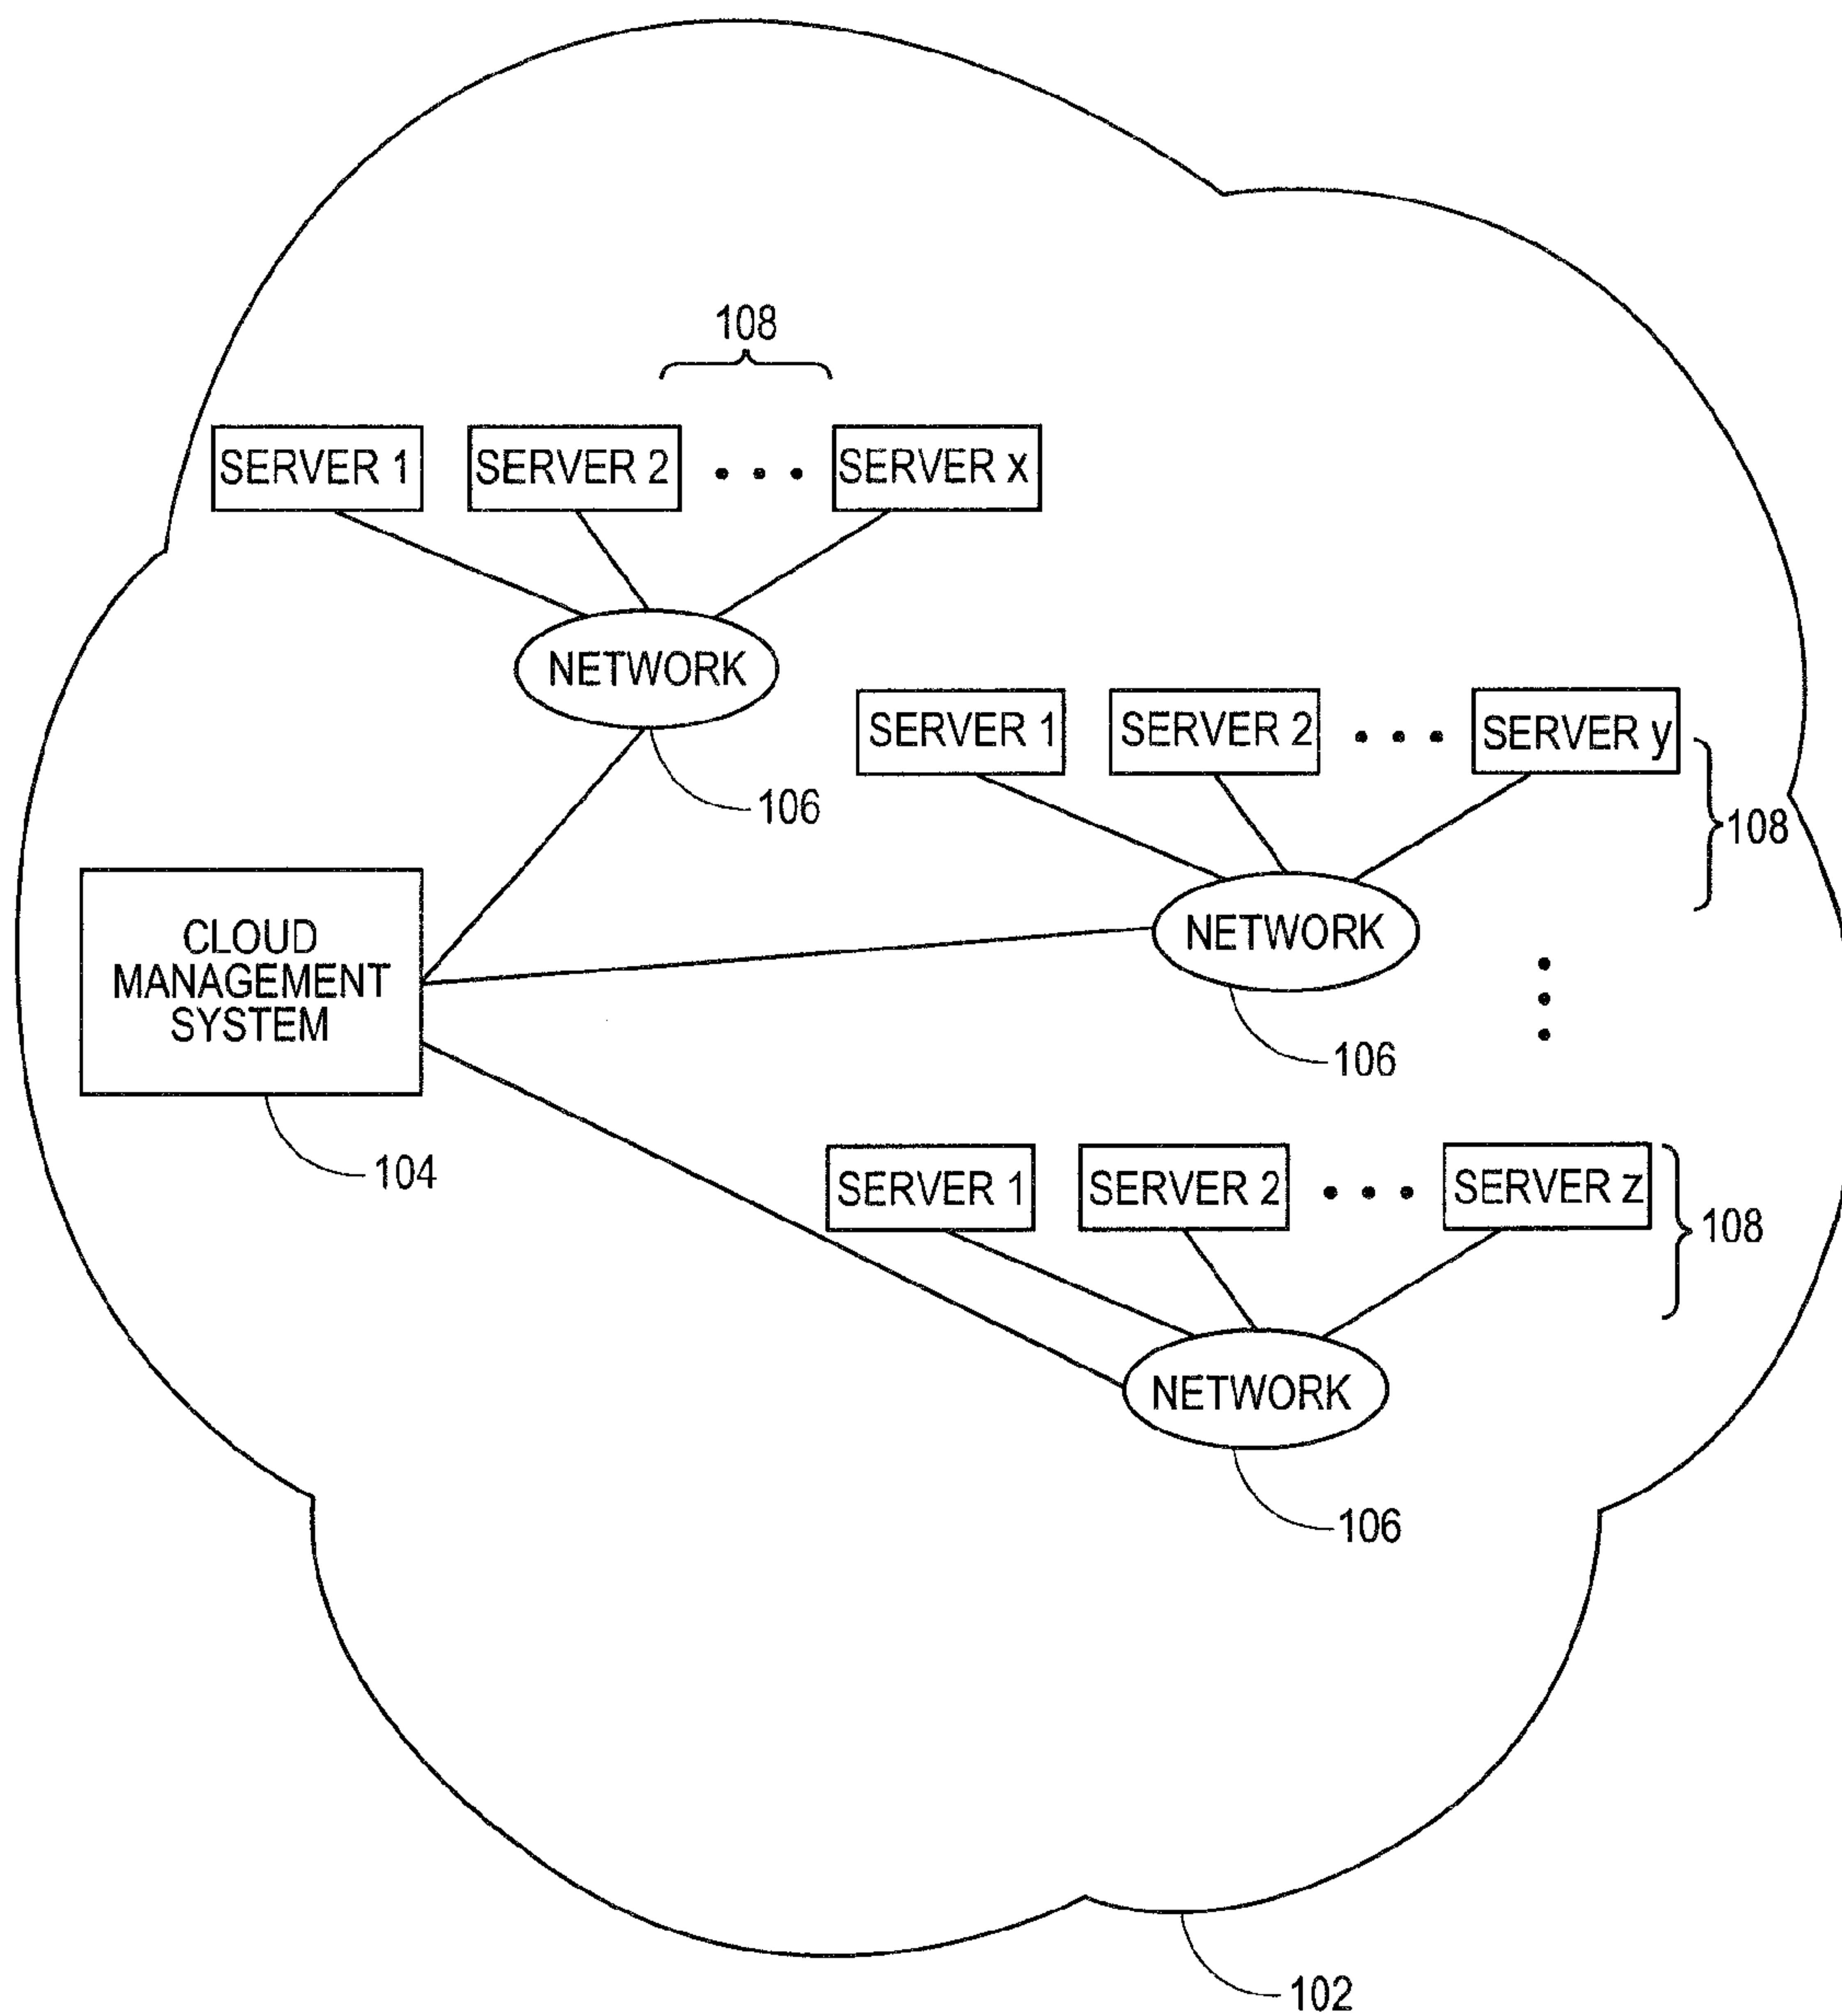 108
SERVER 1 SERVER 2 • • • SERVER x
NETWORK
106
SERVER 1 SERVER 2 • • • SERVER y
108
NETWORK
106
CLOUD
MANAGEMENT
SYSTEM
104
SERVER 1 SERVER 2 • • • SERVER z
108
NETWORK
106
102